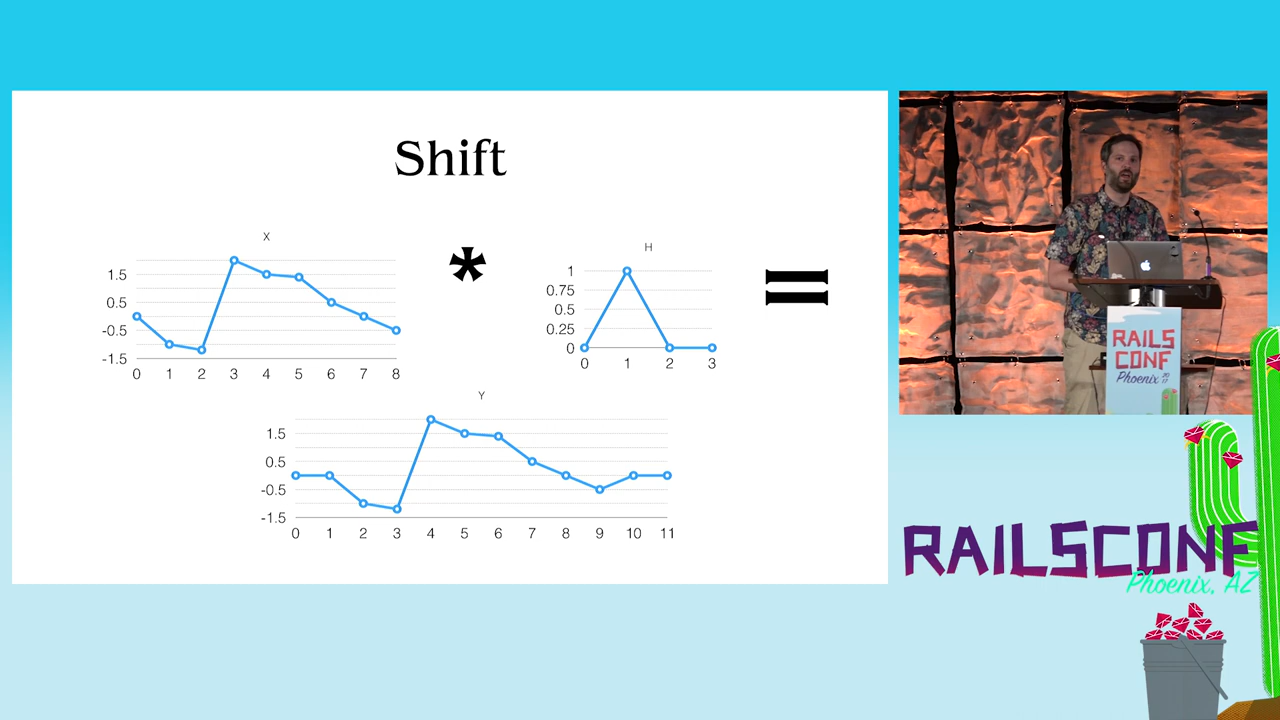 Shift
X
1.5
0.5
-0.5
-1.5
0 1 2 3 4 5 6 7 8
*
H
1
0.75
0.5
0.25
0
0 1 2 3
=
Y
1.5
0.5
-0.5
-1.5
0 1 2 3 4 5 6 7 8 9 10 11
RAILS
CONF
Phoenix 20
17
RAILSCONF
Phoenix, AZ